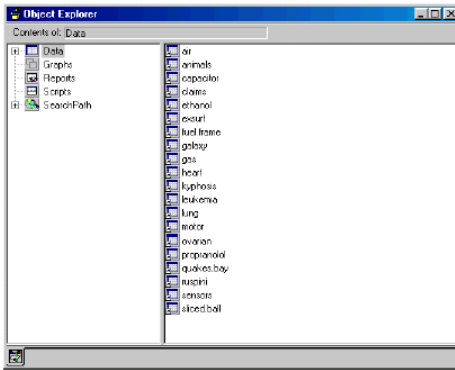 Object Explorer
Contents of: Data
Data
Graphs
Reports
Scripts
SearchPath
air
animals
capacitor
claims
ethanol
exsurf
fuel.frame
galaxy
gas
heart
kyphosis
leukemia
lung
motor
ovarian
propranolol
quakes.bay
ruspini
sensors
sliced.ball